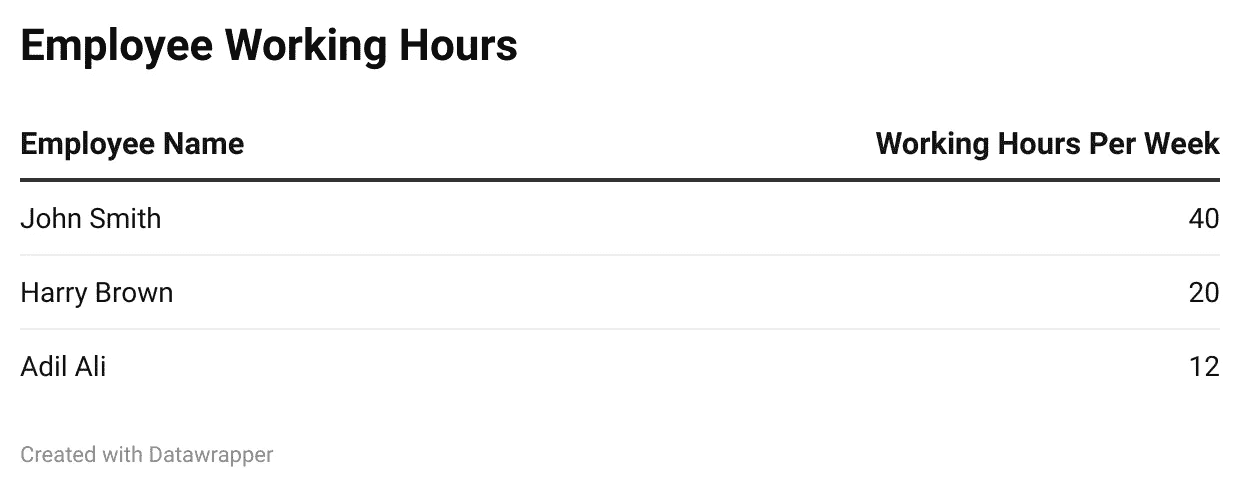 Employee Working Hours
Employee Name Working Hours Per Week
John Smith 40
Harry Brown 20
Adil Ali 12
Created with Datawrapper